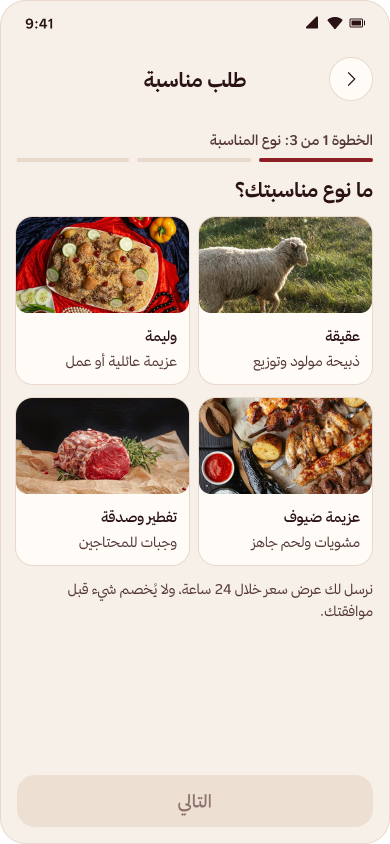 9:41
طلب مناسبة
الخطوة 1 من 3: نوع المناسبة
ما نوع مناسبتك؟
عقيقة
ذبيحة مولود وتوزيع
وليمة
عزيمة عائلية أو عمل
عزيمة ضيوف
مشويات ولحم جاهز
تفطير وصدقة
وجبات للمحتاجين
نرسل لك عرض سعر خلال 24 ساعة، ولا يُخصم شيء قبل
موافقتك.
التالي